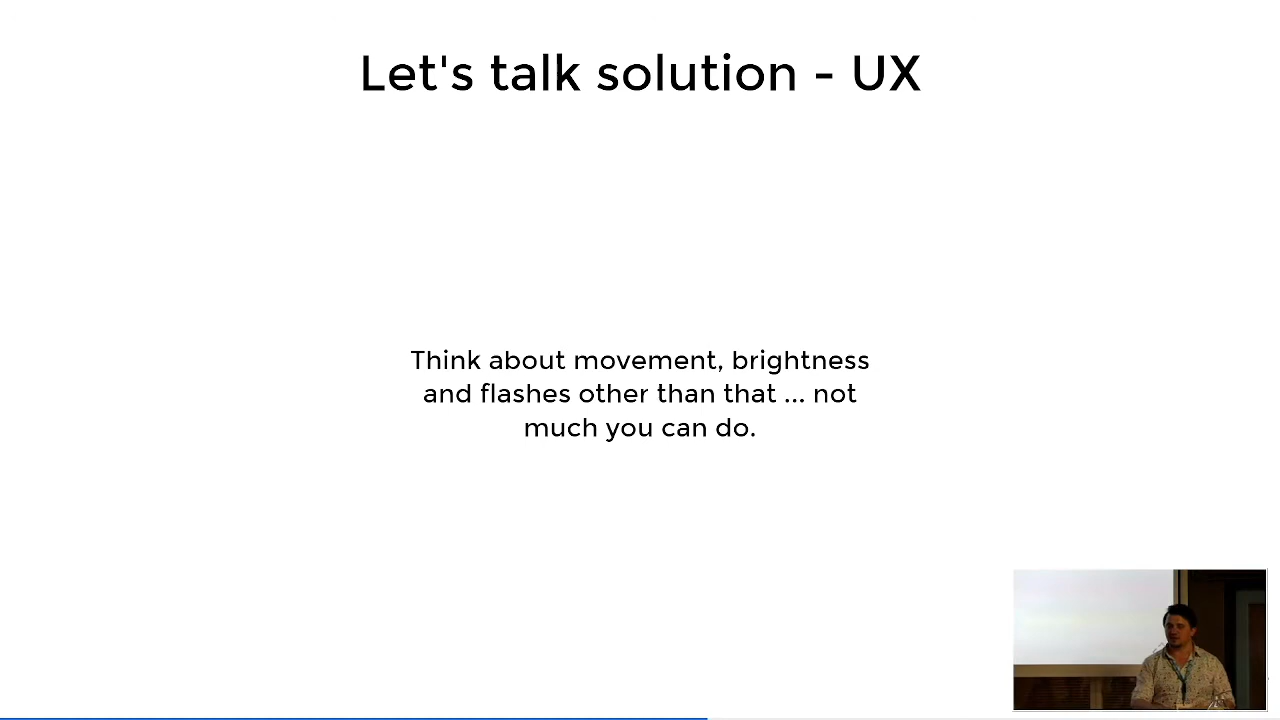 Let's talk solution - UX
Think about movement, brightness
and flashes other than that ... not
much you can do.